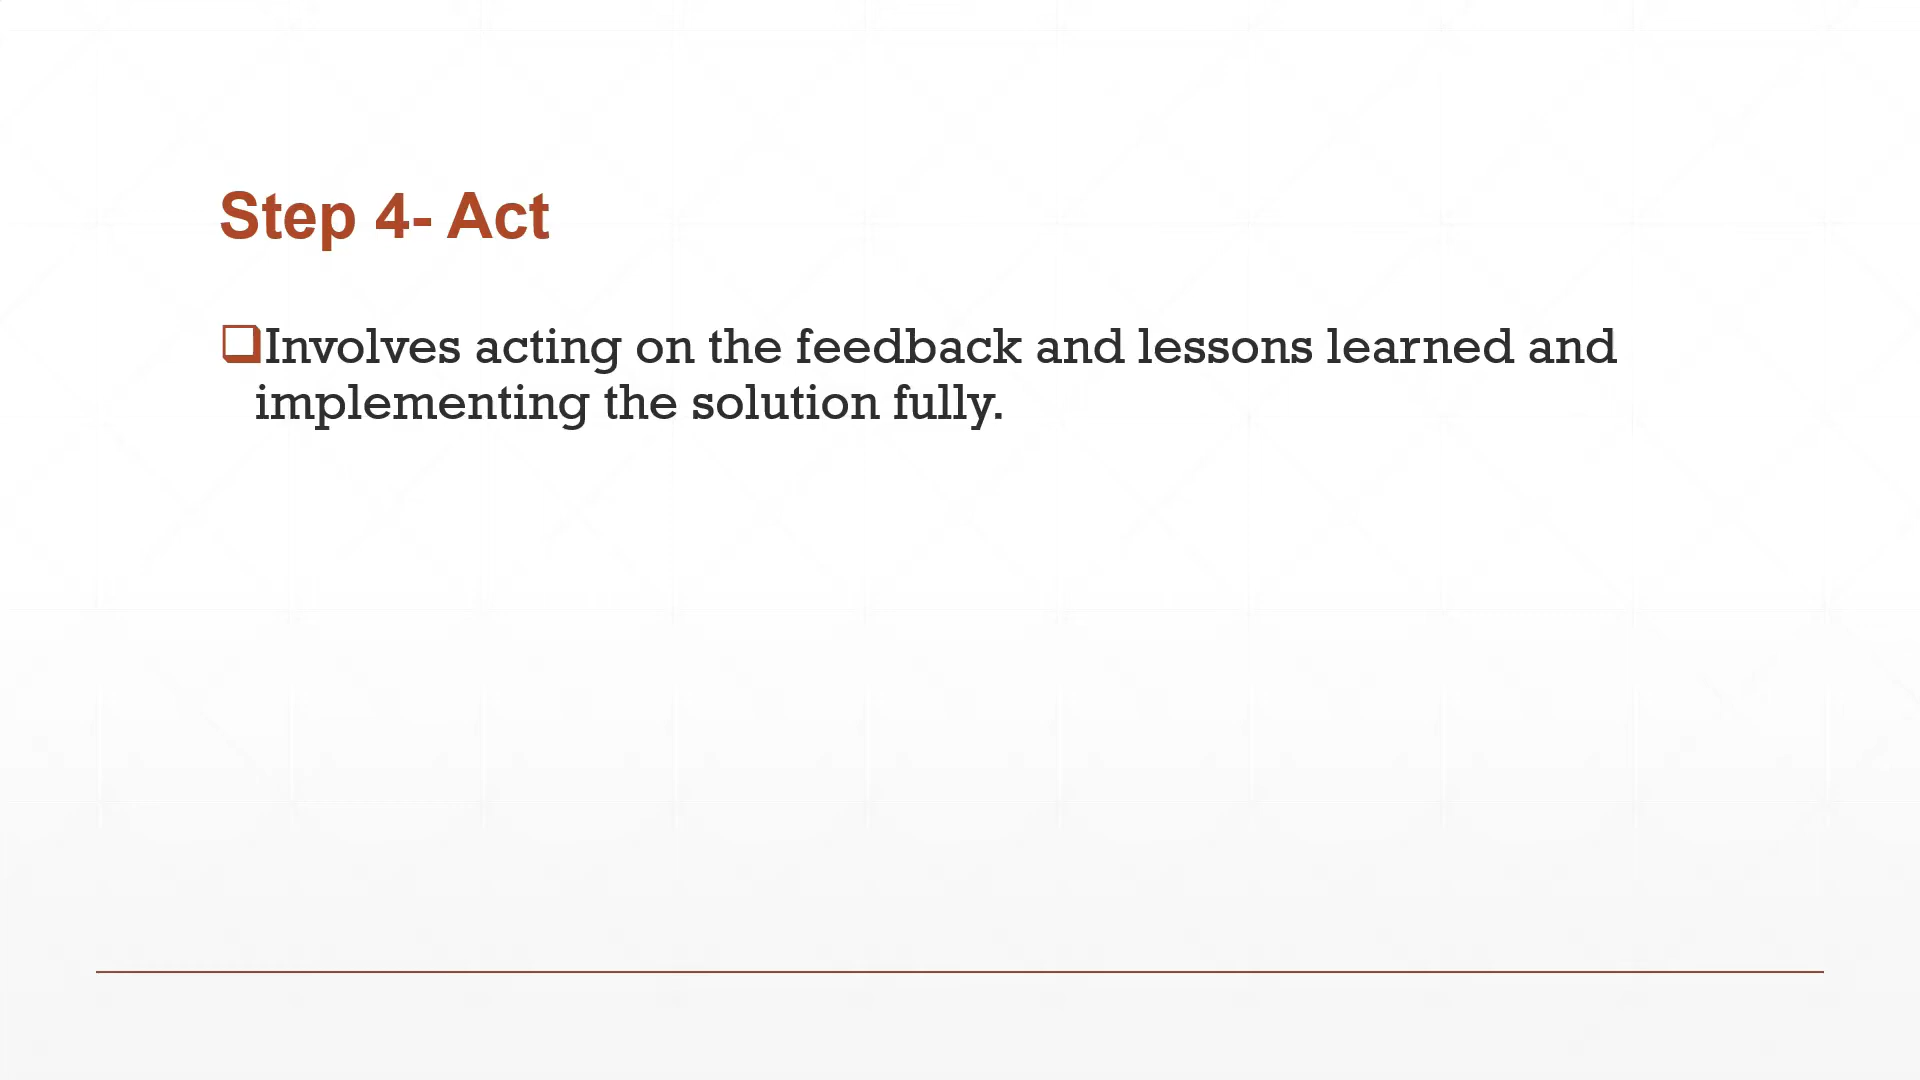 Step 4- Act
❑Involves acting on the feedback and lessons learned and
implementing the solution fully.